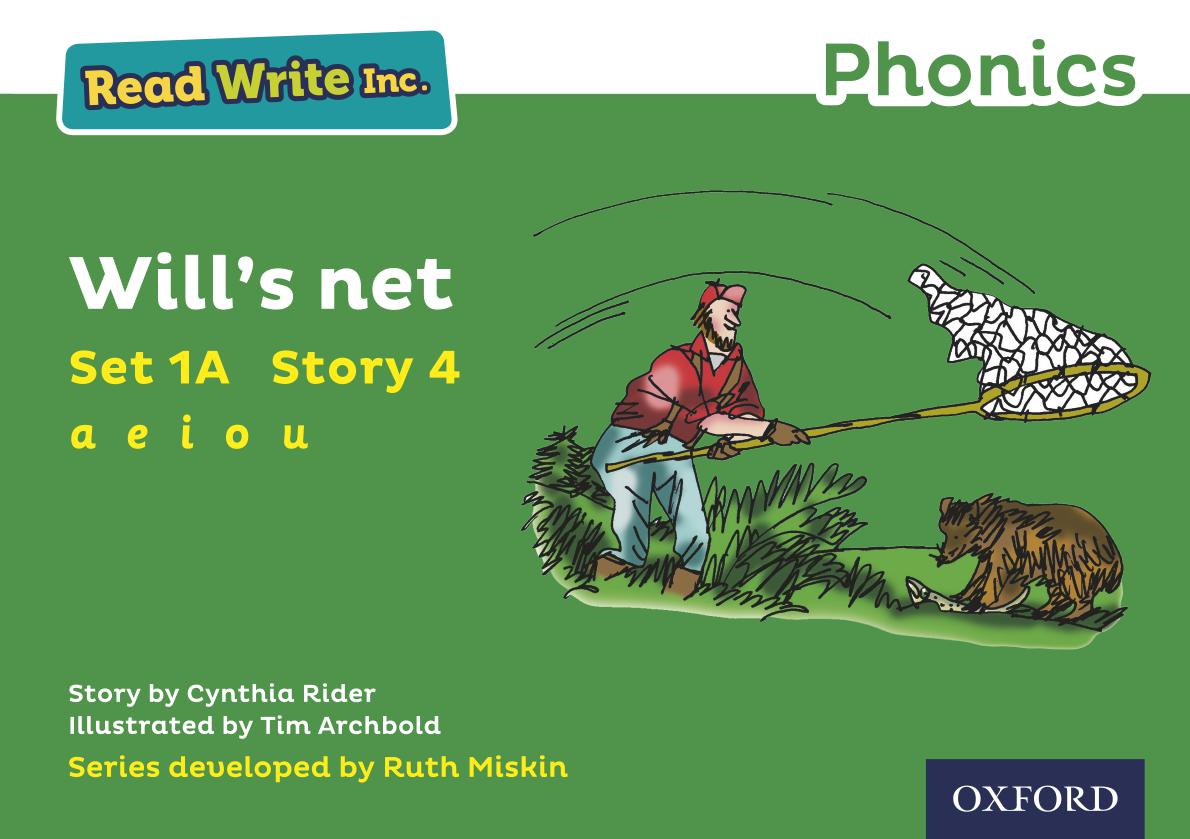 Read Write Inc.
Phonics
Will's net
Set 1A Story 4
a e i o u
Story by Cynthia Rider
Illustrated by Tim Archbold
Series developed by Ruth Miskin
OXFORD